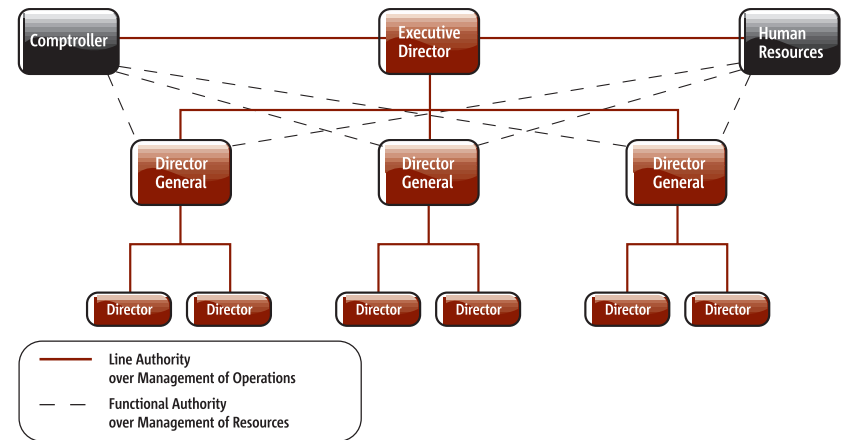 Comptroller
Executive
Director
Human
Resources
Director
General
Director
General
Director
General
Director
Director
Director
Director
Director
Director
Line Authority
over Management of Operations
Functional Authority
over Management of Resources